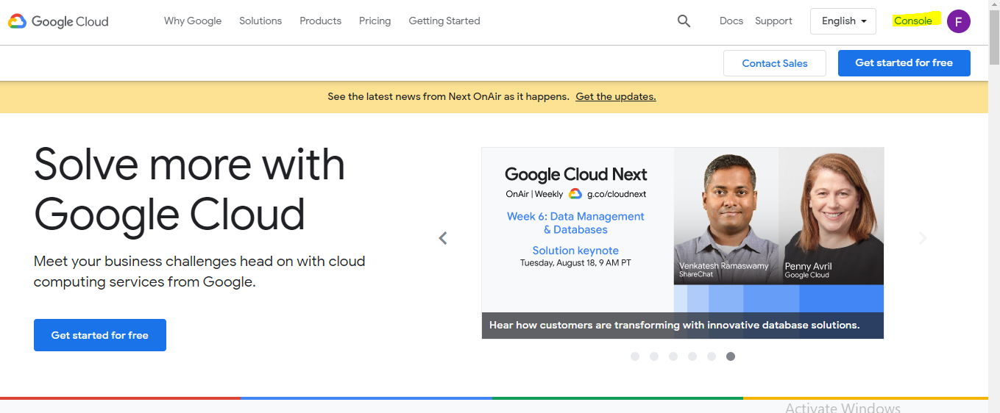 Google Cloud
Why Google
Solutions
Products
Pricing
Getting Started
Docs
Support
English
Console
F
Contact Sales
Get started for free
See the latest news from Next OnAir as it happens. Get the updates.
Solve more with
Google Cloud
Meet your business challenges head on with cloud
computing services from Google.
Get started for free
Google Cloud Next
OnAir | Weekly g.co/cloudnext
Week 6: Data Management
& Databases
Solution keynote
Tuesday, August 18, 9 AM PT
Venkatesh Ramaswamy
ShareChat
Penny Avril
Google Cloud
Hear how customers are transforming with innovative database solutions.
Activate Windows